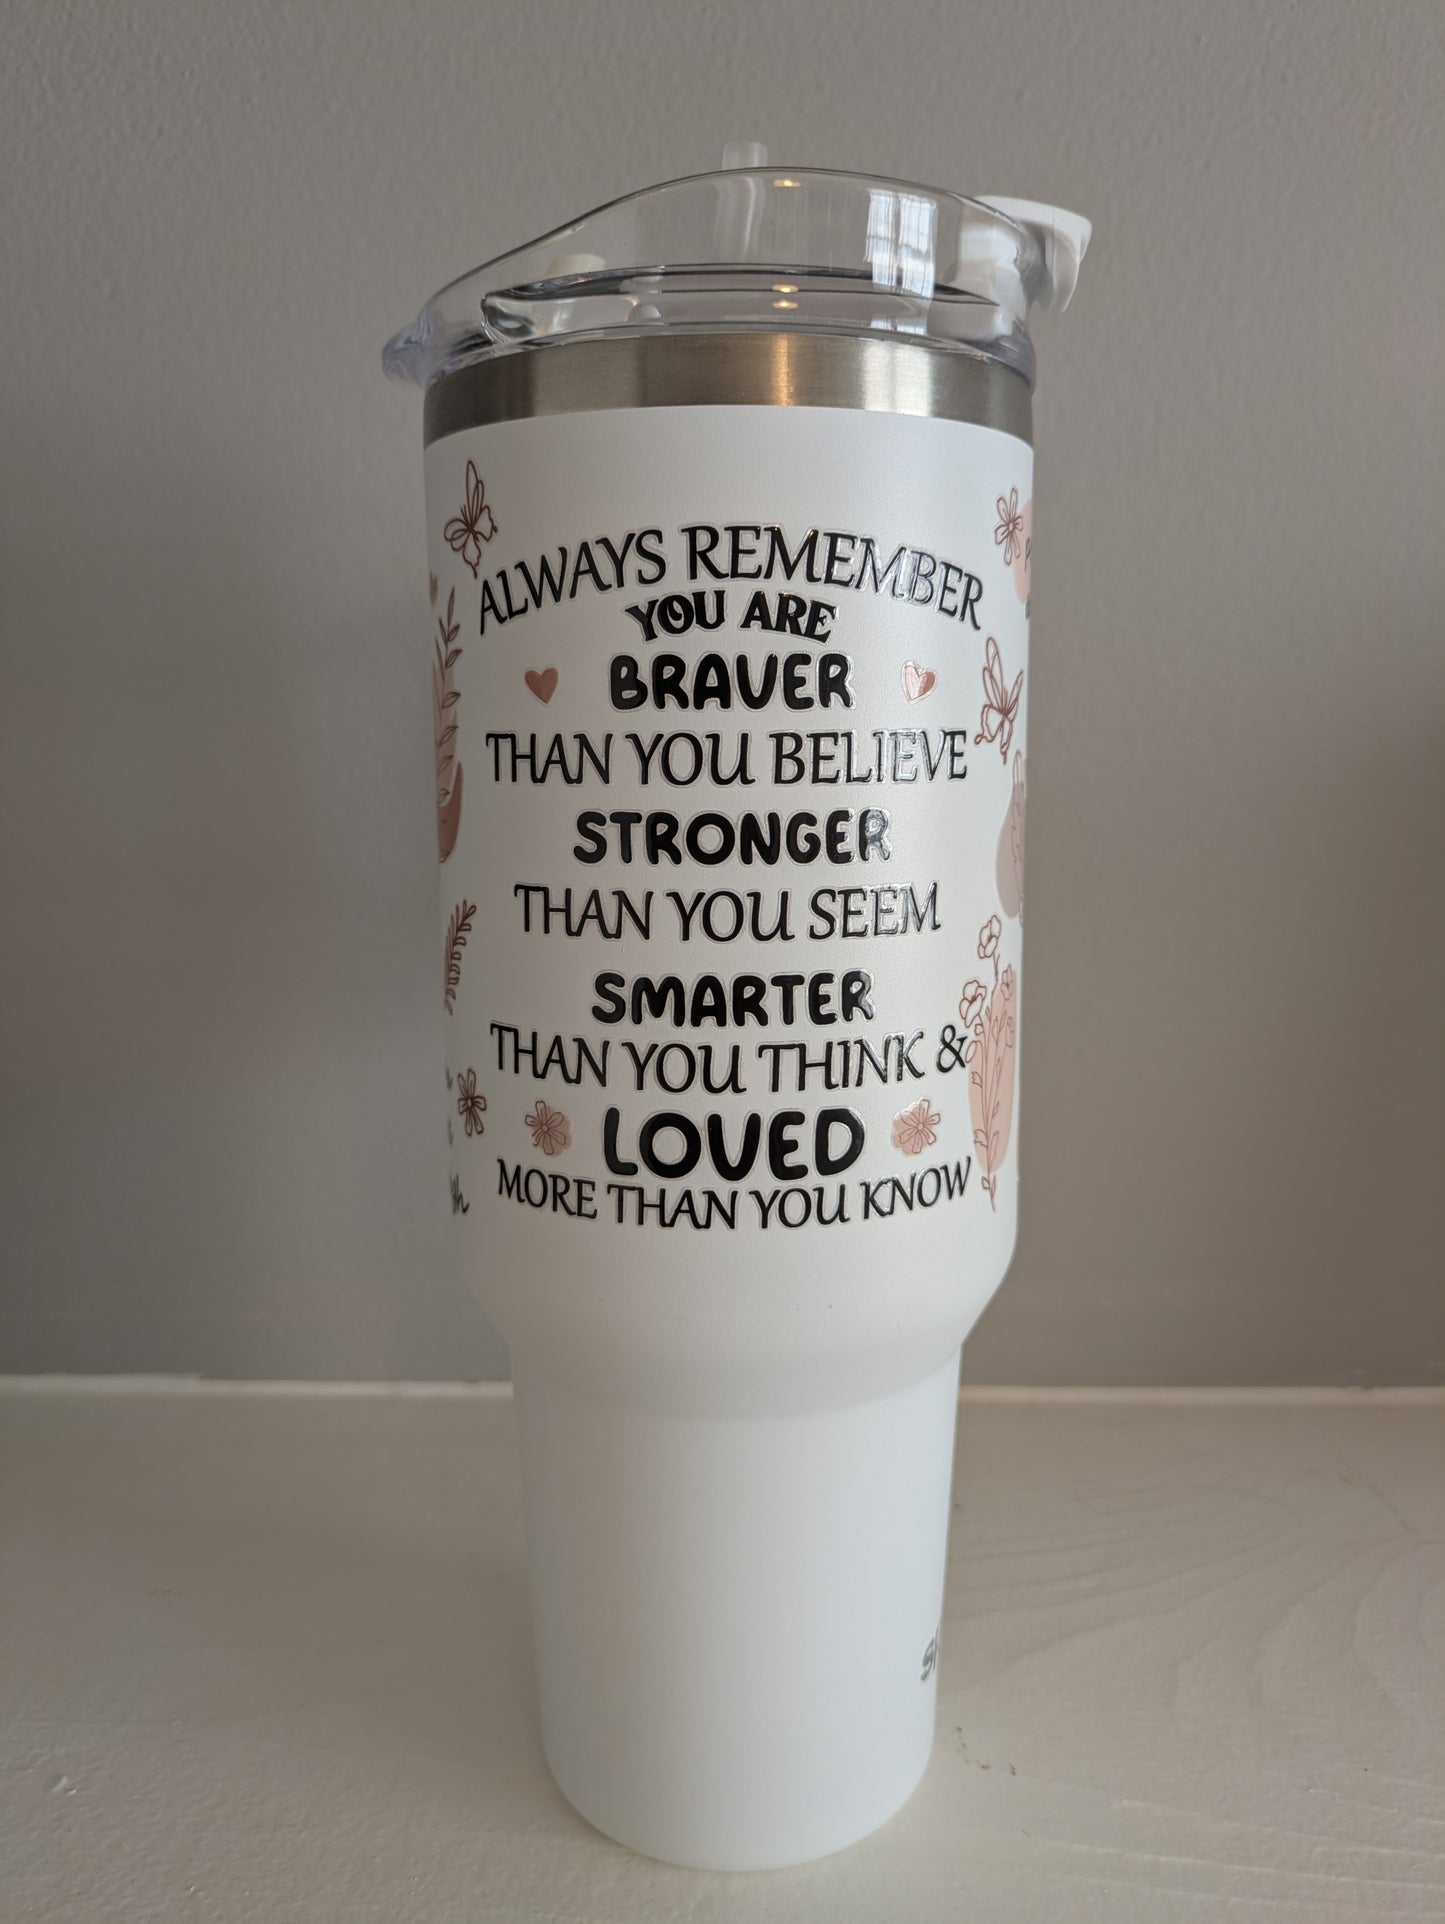 ALWAYS REMEMBER
YOU ARE
BRAVER
THAN YOU BELIEVE
STRONGER
THAN YOU SEEM
SMARTER
THAN YOU THINK &
LOVED
MORE THAN YOU KNOW